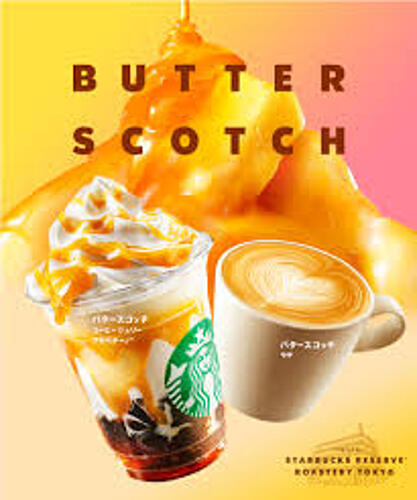 BUTTER
SCOTCH
バタースコッチ
コーヒージェリー
フラペチーノ®
バタースコッチ
ラテ
STARBUCKS RESERVE®
ROASTERY TOKYO